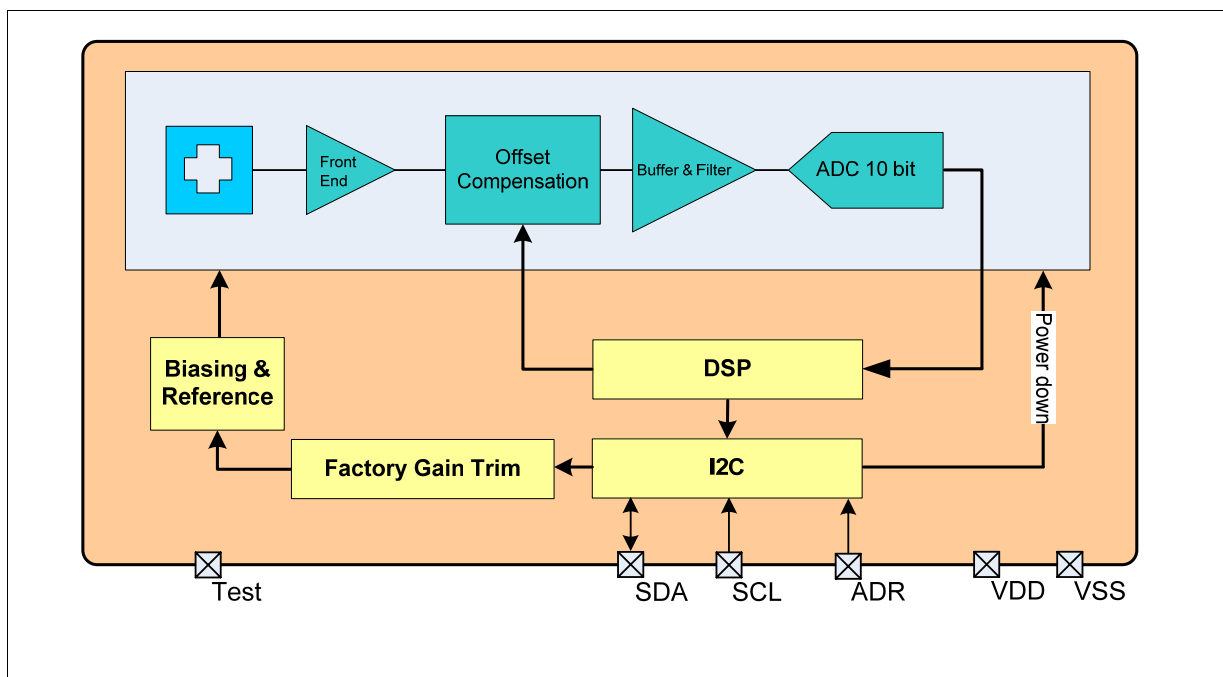 Front
End
Offset
Compensation
Buffer & Filter
ADC 10 bit
Biasing &
Reference
DSP
Power down
Factory Gain Trim
I2C
Test
SDA
SCL
ADR
VDD
VSS